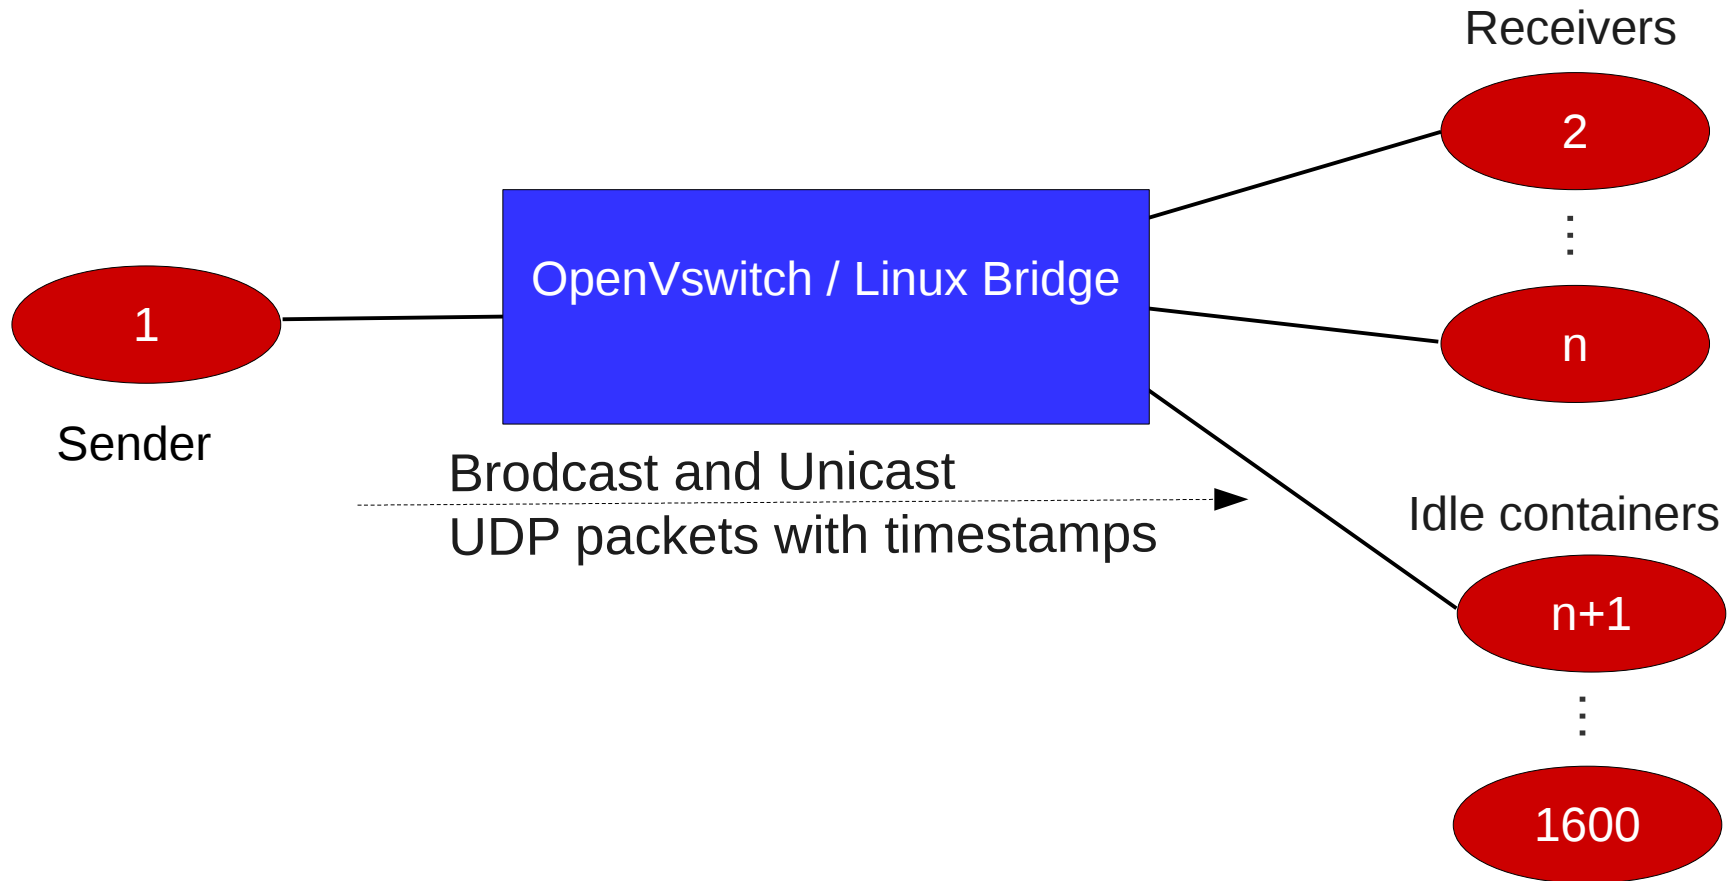 Receivers
2
OpenVswitch / Linux Bridge
1
n
Sender
Brodcast and Unicast
UDP packets with timestamps
Idle containers
n+1
1600